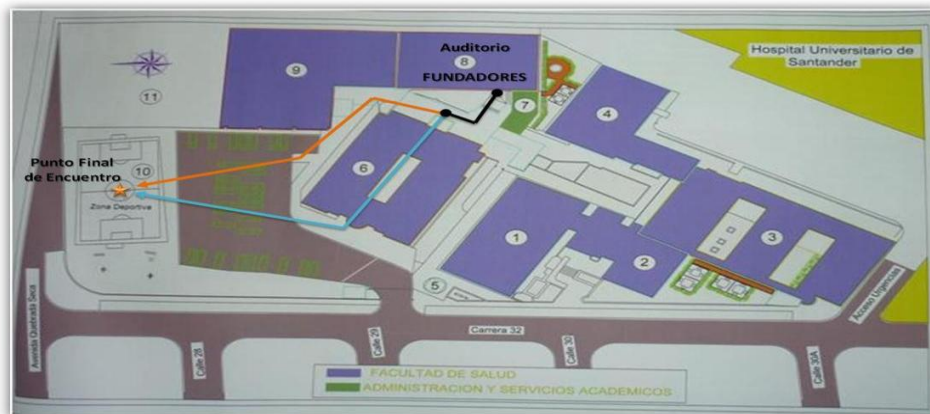 Auditorio
8
FUNDADORES
Hospital Universitario de
Santander
9
11
7
4
Punto Final
de Encuentro
10
6
Zona Deportiva
1
3
2
5
Acceso Urgencias
Avenida Quebrada Seca
Carrera 32
Calle 28
Calle 29
Calle 30
Calle 30A
FACULTAD DE SALUD
ADMINISTRACION Y SERVICIOS ACADEMICOS